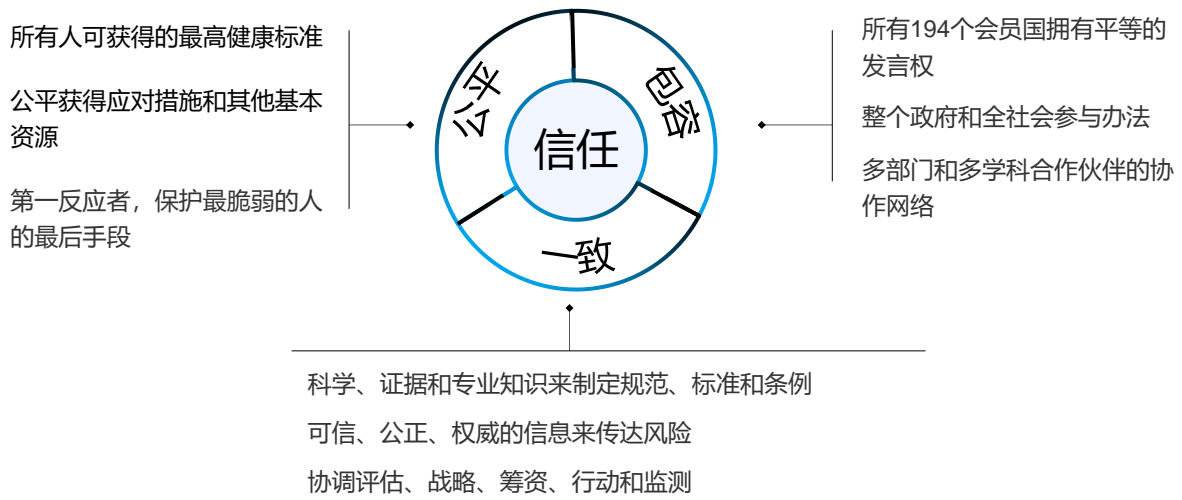 所有人可获得的最高健康标准
公平获得应对措施和其他基本
资源
第一反应者，保护最脆弱的人
的最后手段
公平
包容
信任
一致
所有194个会员国拥有平等的
发言权
整个政府和全社会参与办法
多部门和多学科合作伙伴的协
作网络
科学、证据和专业知识来制定规范、标准和条例
可信、公正、权威的信息来传达风险
协调评估、战略、筹资、行动和监测